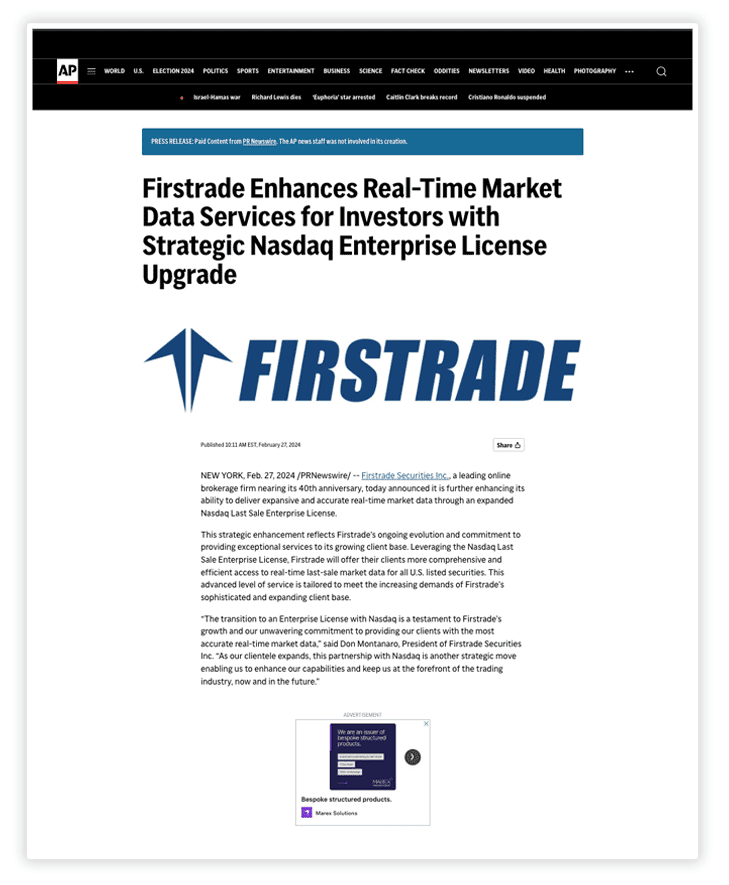 AP
WORLD U.S. ELECTION 2024 POLITICS SPORTS ENTERTAINMENT BUSINESS SCIENCE FACT CHECK ODDITIES NEWSLETTERS VIDEO HEALTH PHOTOGRAPHY ...
Israel-Hamas war Richard Lewis dies 'Euphoria' star arrested Caitlin Clark breaks record Cristiano Ronaldo suspended
PRESS RELEASE: Paid Content from PR Newswire. The AP news staff was not involved in its creation.
Firstrade Enhances Real-Time Market
Data Services for Investors with
Strategic Nasdaq Enterprise License
Upgrade
FIRSTRADE
Published 10:11 AM EST, February 27, 2024
Share
NEW YORK, Feb. 27, 2024 /PRNewswire/ -- Firstrade Securities Inc., a leading online
brokerage firm nearing its 40th anniversary, today announced it is further enhancing its
ability to deliver expansive and accurate real-time market data through an expanded
Nasdaq Last Sale Enterprise License.
This strategic enhancement reflects Firstrade's ongoing evolution and commitment to
providing exceptional services to its growing client base. Leveraging the Nasdaq Last
Sale Enterprise License, Firstrade will offer their clients more comprehensive and
efficient access to real-time last-sale market data for all U.S. listed securities. This
advanced level of service is tailored to meet the increasing demands of Firstrade's
sophisticated and expanding client base.
“The transition to an Enterprise License with Nasdaq is a testament to Firstrade's
growth and our unwavering commitment to providing our clients with the most
accurate real-time market data,” said Don Montanaro, President of Firstrade Securities
Inc. “As our clientele expands, this partnership with Nasdaq is another strategic move
enabling us to enhance our capabilities and keep us at the forefront of the trading
industry, now and in the future.”
ADVERTISEMENT
We are an issuer of
bespoke structured
products.
MAREX
Bespoke structured products.
Marex Solutions